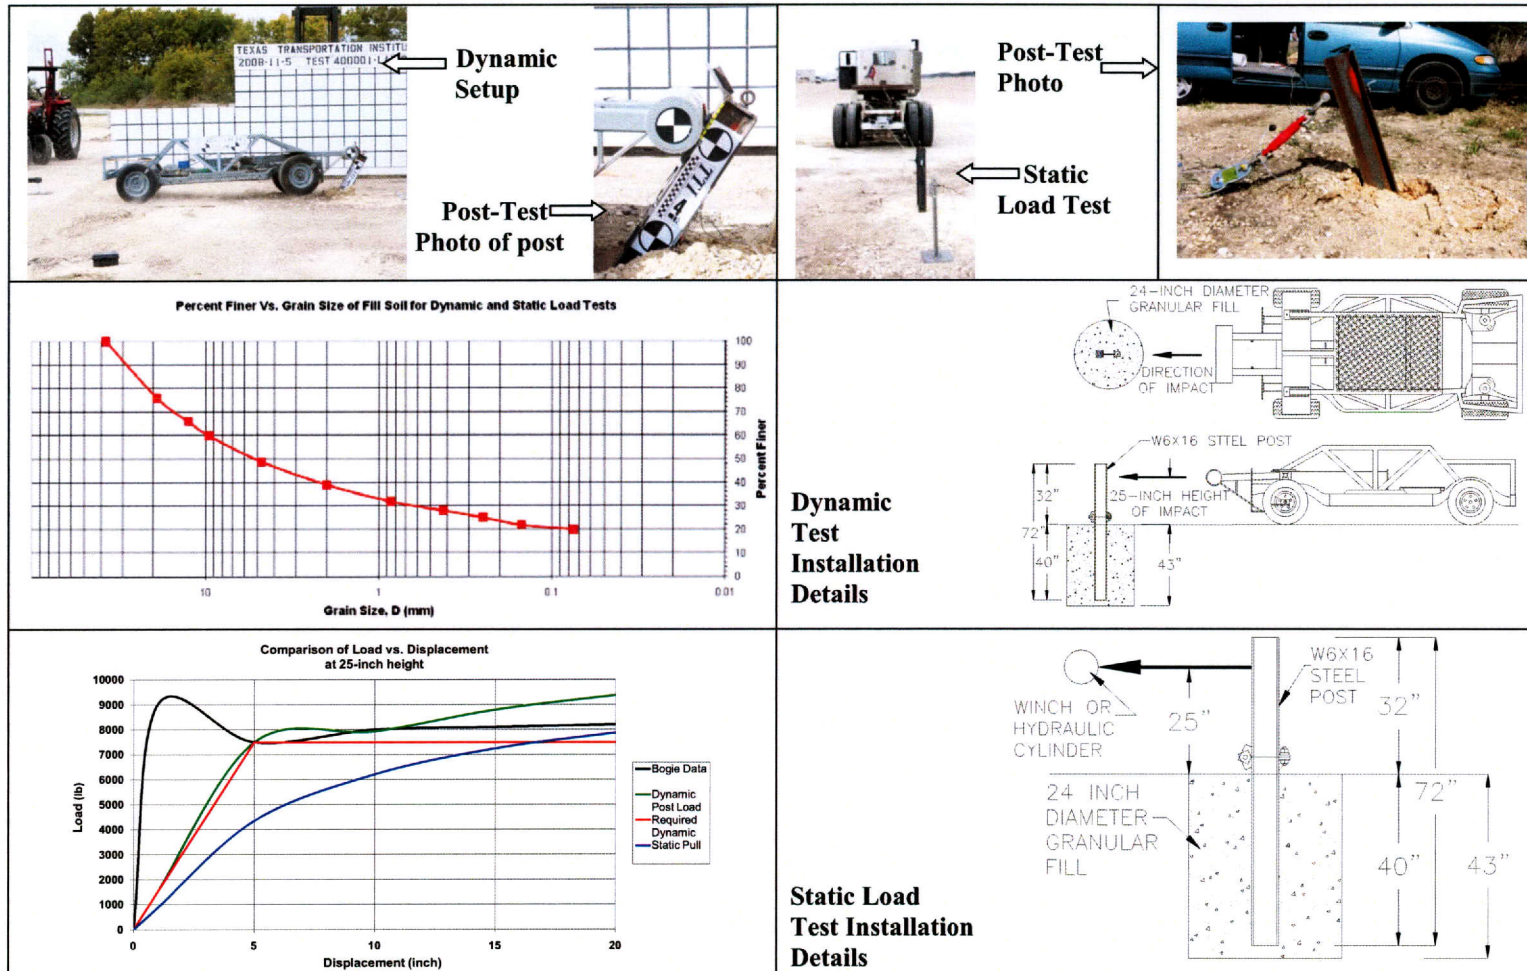 TEXAS TRANSPORTATION INSTITU
2008-11-5 TEST 400001-L
Dynamic
Setup
Post-Test
Photo of post
TTI 4
Static
Load Test
Post-Test
Photo
Percent Finer Vs. Grain Size of Fill Soil for Dynamic and Static Load Tests
100
90
80
70
60
50
40
30
20
10
0
Percent Finer
10
1
0.1
0.01
Grain Size, D (mm)
24-INCH DIAMETER
GRANULAR FILL
DIRECTION
OF IMPACT
W6X16 STTEL POST
25-INCH HEIGHT
OF IMPACT
32"
72"
40"
43"
Dynamic
Test
Installation
Details
Comparison of Load vs. Displacement
at 25-inch height
10000
9000
8000
7000
6000
5000
4000
3000
2000
1000
0
Load (lb)
0
5
10
15
20
Displacement (inch)
Bogie Data
Dynamic
Post Load
Required
Dynamic
Static Pull
W6X16
STEEL
POST
WINCH OR
HYDRAULIC
CYLINDER
25"
32"
24 INCH
DIAMETER
GRANULAR
FILL
72"
40"
43"
Static Load
Test Installation
Details